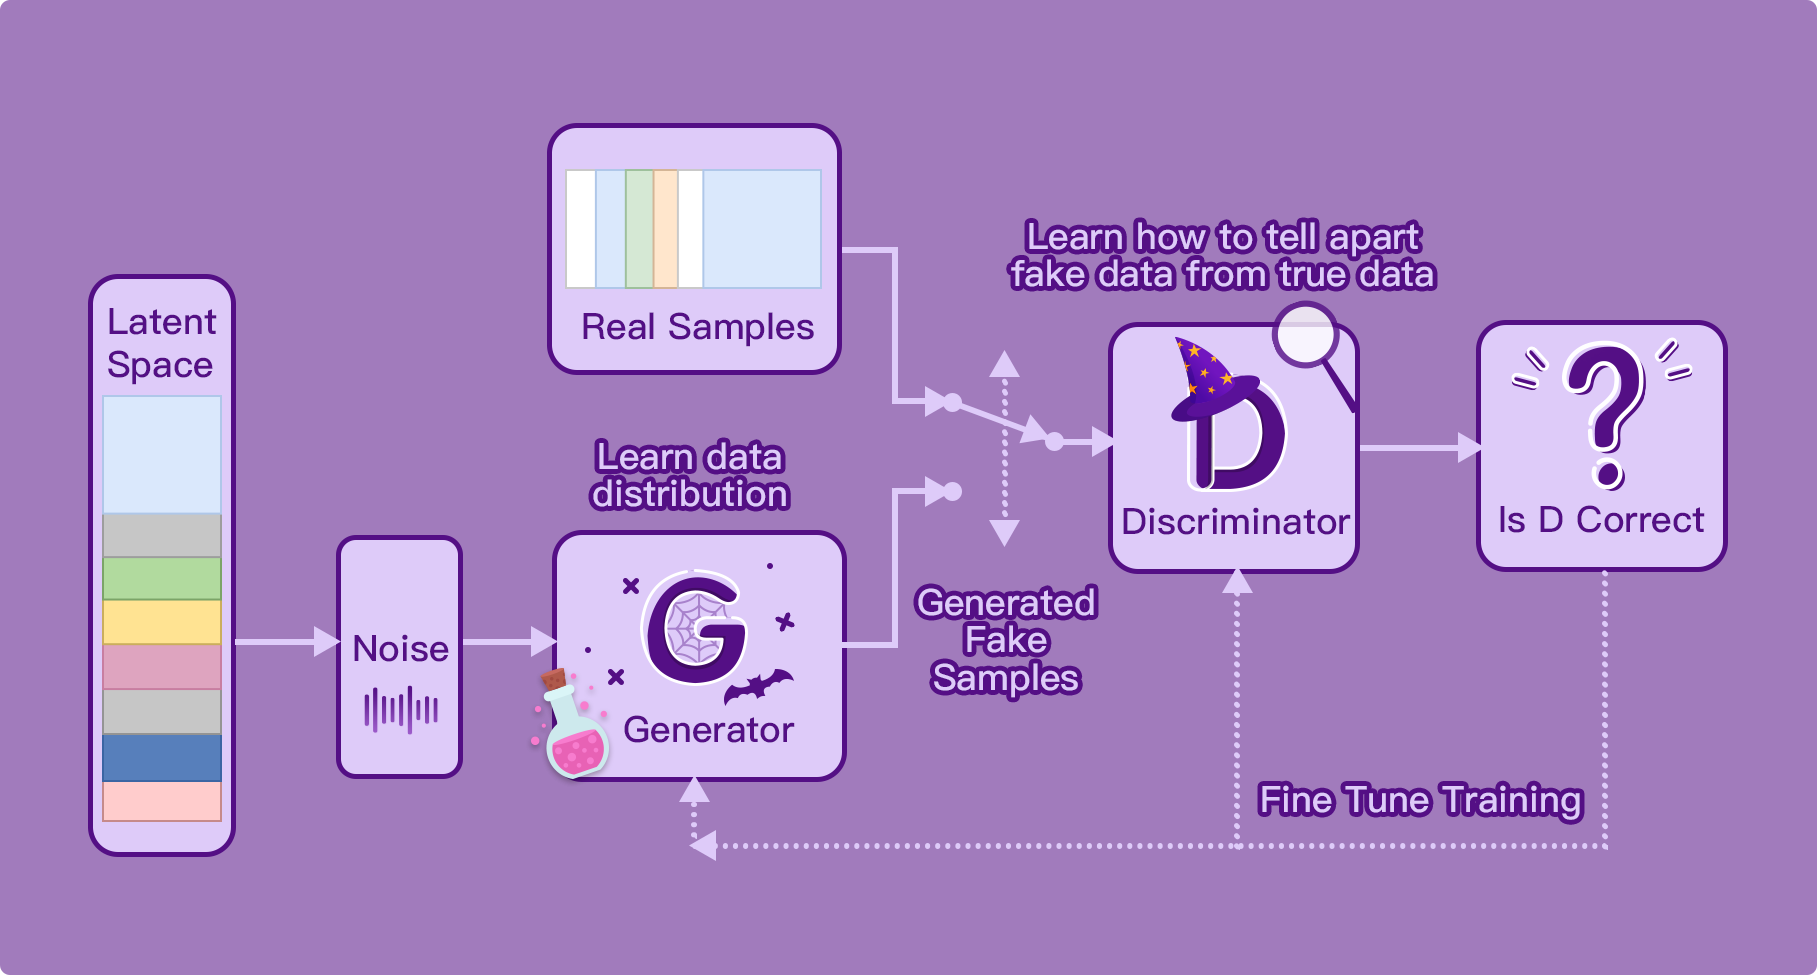 Latent
Space
Noise
Real Samples
Learn data
distribution
G
Generator
Generated
Fake
Samples
Learn how to tell apart
fake data from true data
D
Discriminator
?
Is D Correct
Fine Tune Training